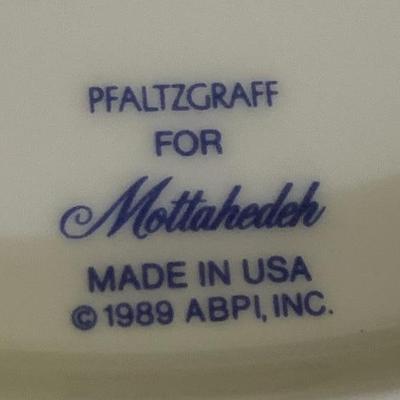 PFALTZGRAFF
FOR
Mottahedeh
MADE IN USA
© 1989 ABPI, INC.